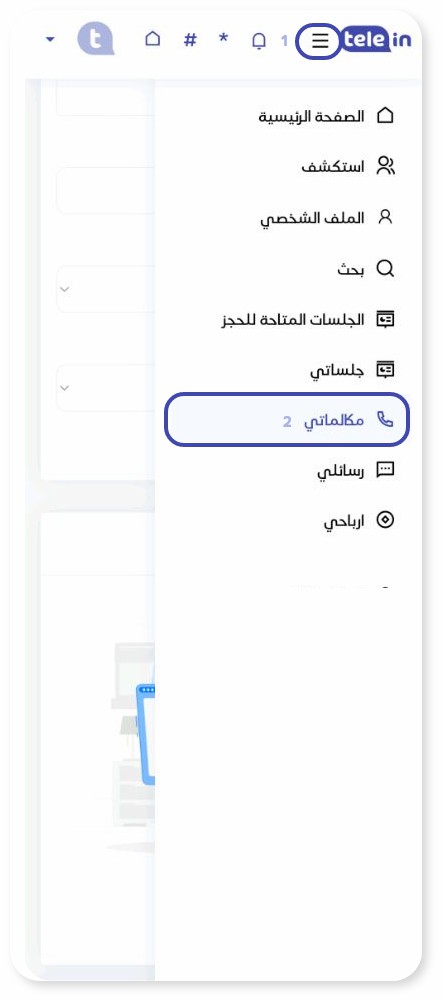 telein 1 * # t
الصفحة الرئيسية
استكشف
الملف الشخصي
بحث
الجلسات المتاحة للحجز
جلساتي
مكالماتي 2
رسائلي
ارباحي